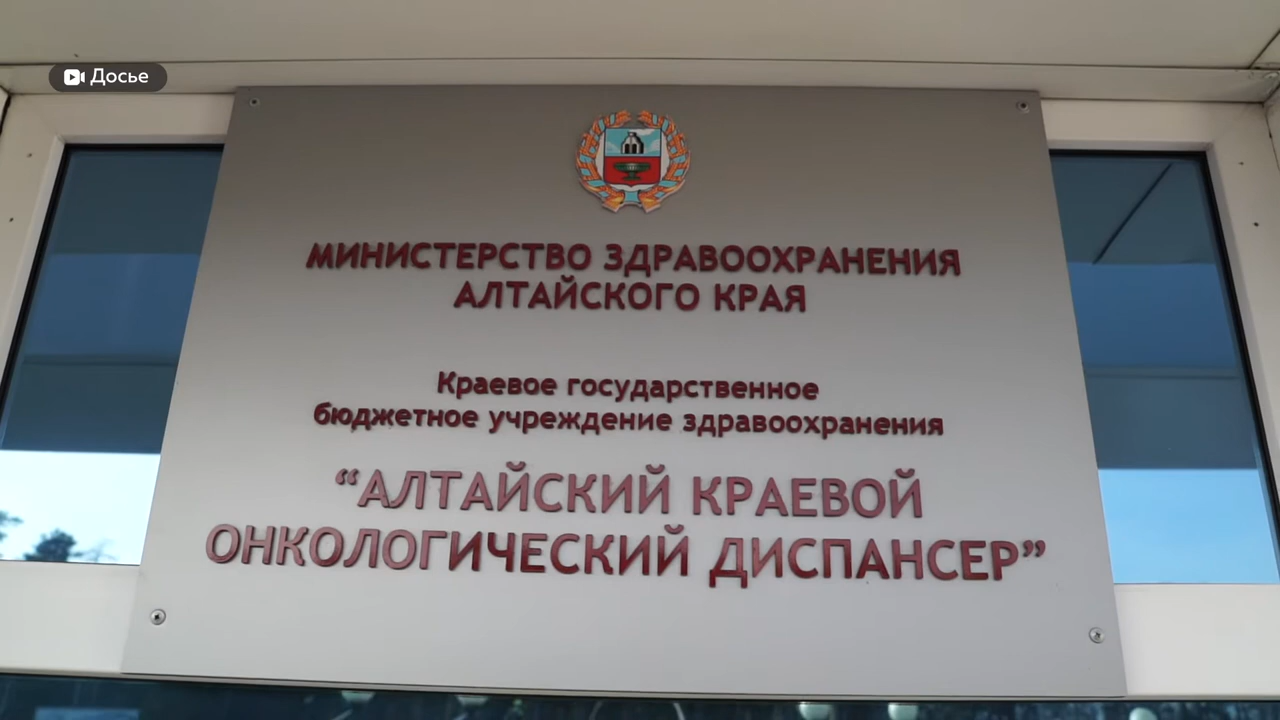 Досье
МИНИСТЕРСТВО ЗДРАВООХРАНЕНИЯ
АЛТАЙСКОГО КРАЯ
Краевое государственное
бюджетное учреждение здравоохранения
“АЛТАЙСКИЙ КРАЕВОЙ
ОНКОЛОГИЧЕСКИЙ ДИСПАНСЕР”